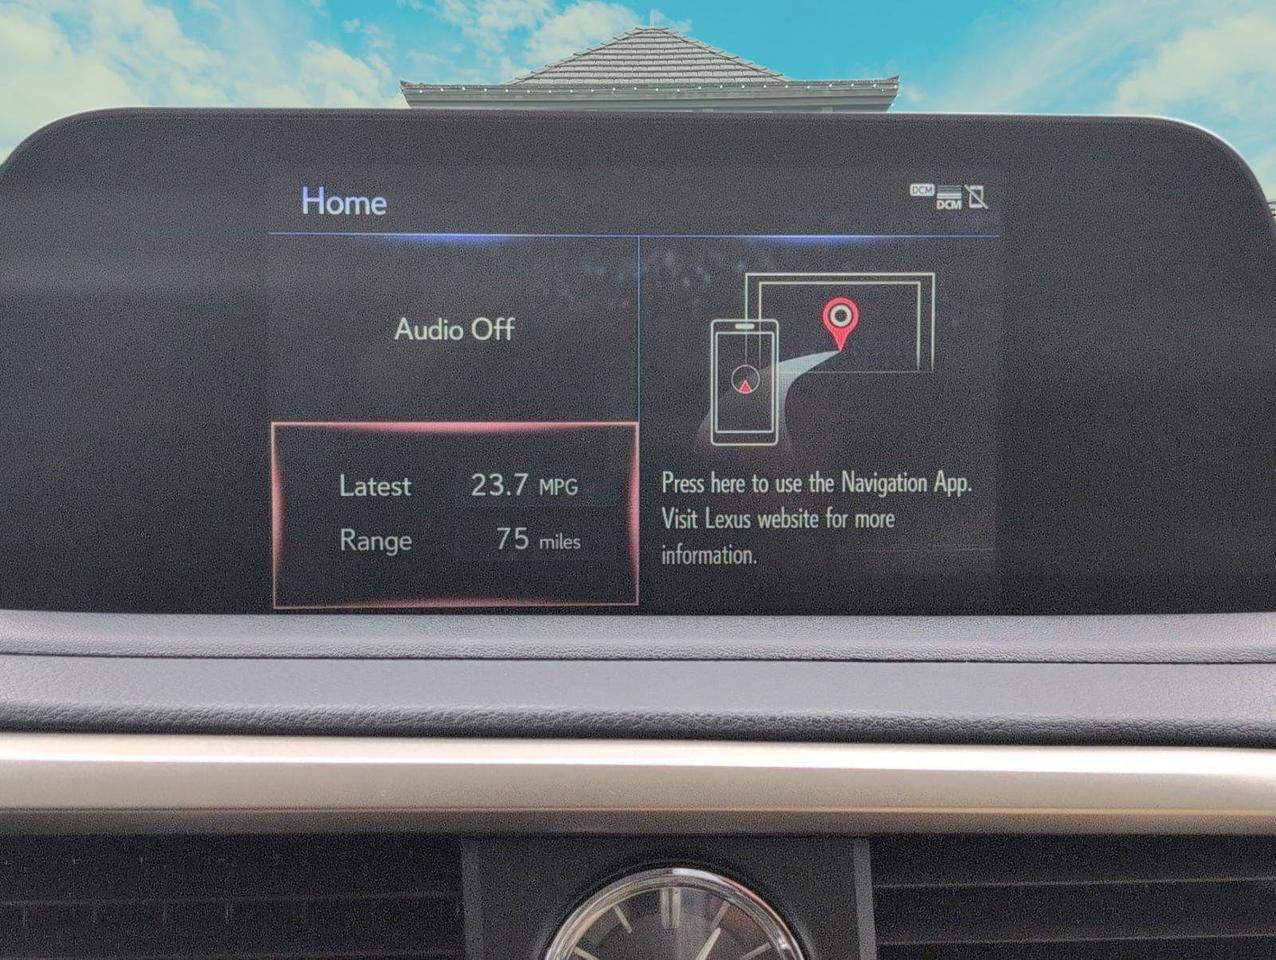 Home
DCM
DCM
Audio Off
Latest 23.7 MPG
Range 75 miles
Press here to use the Navigation App.
Visit Lexus website for more
information.